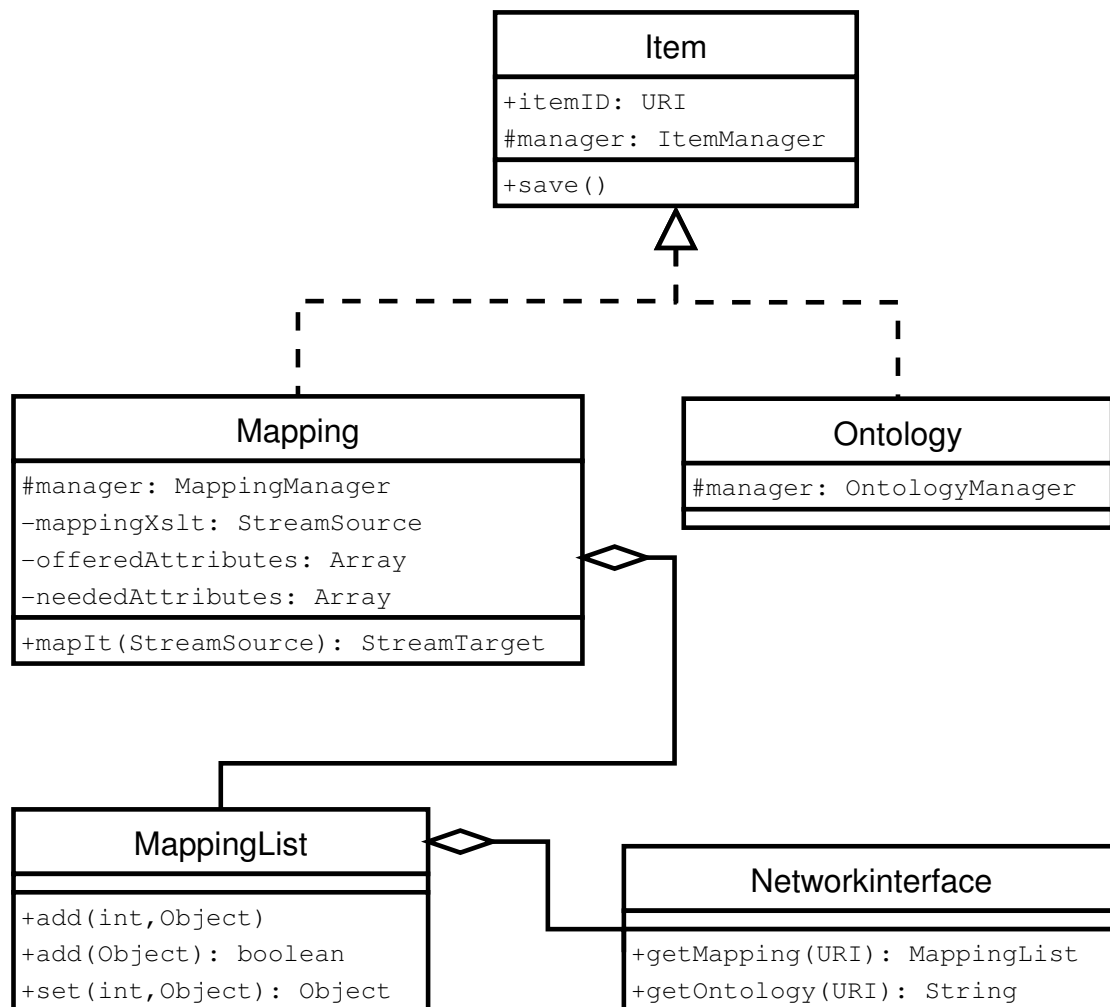 Item
+itemID: URI
#manager: ItemManager
+save()
Mapping
#manager: MappingManager
-mappingXslt: StreamSource
-offeredAttributes: Array
-neededAttributes: Array
+mapIt(StreamSource): StreamTarget
Ontology
#manager: OntologyManager
MappingList
+add(int,Object)
+add(Object): boolean
+set(int,Object): Object
Networkinterface
+getMapping(URI): MappingList
+getOntology(URI): String